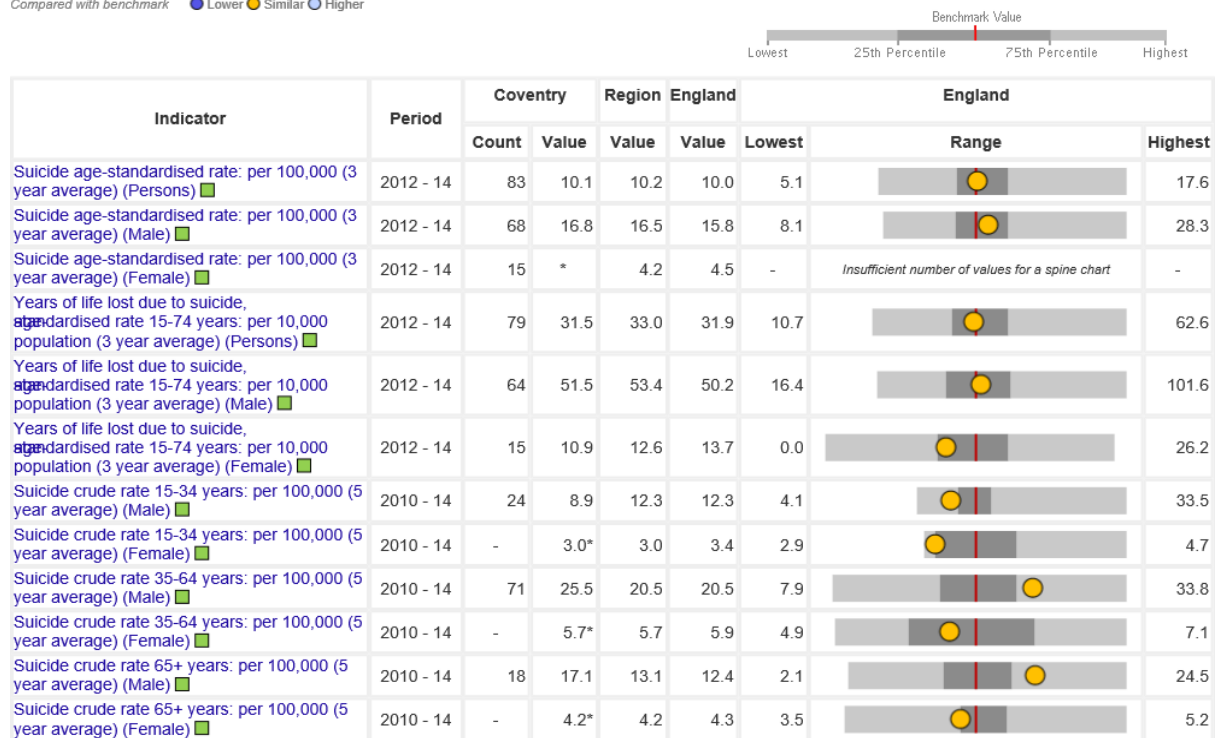 Compared with benchmark Lower Similar Higher
Benchmark Value
Lowest 25th Percentile 75th Percentile Highest
Indicator Period Coventry Region England England
Count Value Value Value Lowest Range Highest
Suicide age-standardised rate: per 100,000 (3
year average) (Persons) 2012 - 14 83 10.1 10.2 10.0 5.1 17.6
Suicide age-standardised rate: per 100,000 (3
year average) (Male) 2012 - 14 68 16.8 16.5 15.8 8.1 28.3
Suicide age-standardised rate: per 100,000 (3
year average) (Female) 2012 - 14 15 * 4.2 4.5 - Insufficient number of values for a spine chart -
Years of life lost due to suicide,
age-standardised rate 15-74 years: per 10,000
population (3 year average) (Persons) 2012 - 14 79 31.5 33.0 31.9 10.7 62.6
Years of life lost due to suicide,
age-standardised rate 15-74 years: per 10,000
population (3 year average) (Male) 2012 - 14 64 51.5 53.4 50.2 16.4 101.6
Years of life lost due to suicide,
age-standardised rate 15-74 years: per 10,000
population (3 year average) (Female) 2012 - 14 15 10.9 12.6 13.7 0.0 26.2
Suicide crude rate 15-34 years: per 100,000 (5
year average) (Male) 2010 - 14 24 8.9 12.3 12.3 4.1 33.5
Suicide crude rate 15-34 years: per 100,000 (5
year average) (Female) 2010 - 14 - 3.0* 3.0 3.4 2.9 4.7
Suicide crude rate 35-64 years: per 100,000 (5
year average) (Male) 2010 - 14 71 25.5 20.5 20.5 7.9 33.8
Suicide crude rate 35-64 years: per 100,000 (5
year average) (Female) 2010 - 14 - 5.7* 5.7 5.9 4.9 7.1
Suicide crude rate 65+ years: per 100,000 (5
year average) (Male) 2010 - 14 18 17.1 13.1 12.4 2.1 24.5
Suicide crude rate 65+ years: per 100,000 (5
year average) (Female) 2010 - 14 - 4.2* 4.2 4.3 3.5 5.2